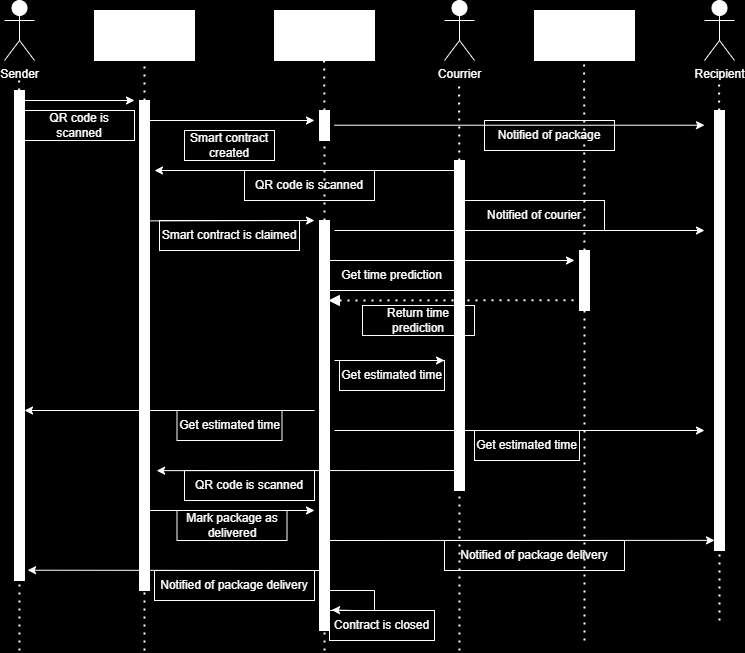 Sender
Courrier
Recipient
QR code is
scanned
Smart contract
created
Notified of package
QR code is scanned
Notified of courier
Smart contract is claimed
Get time prediction
Return time
prediction
Get estimated time
Get estimated time
Get estimated time
QR code is scanned
Mark package as
delivered
Notified of package delivery
Notified of package delivery
Contract is closed